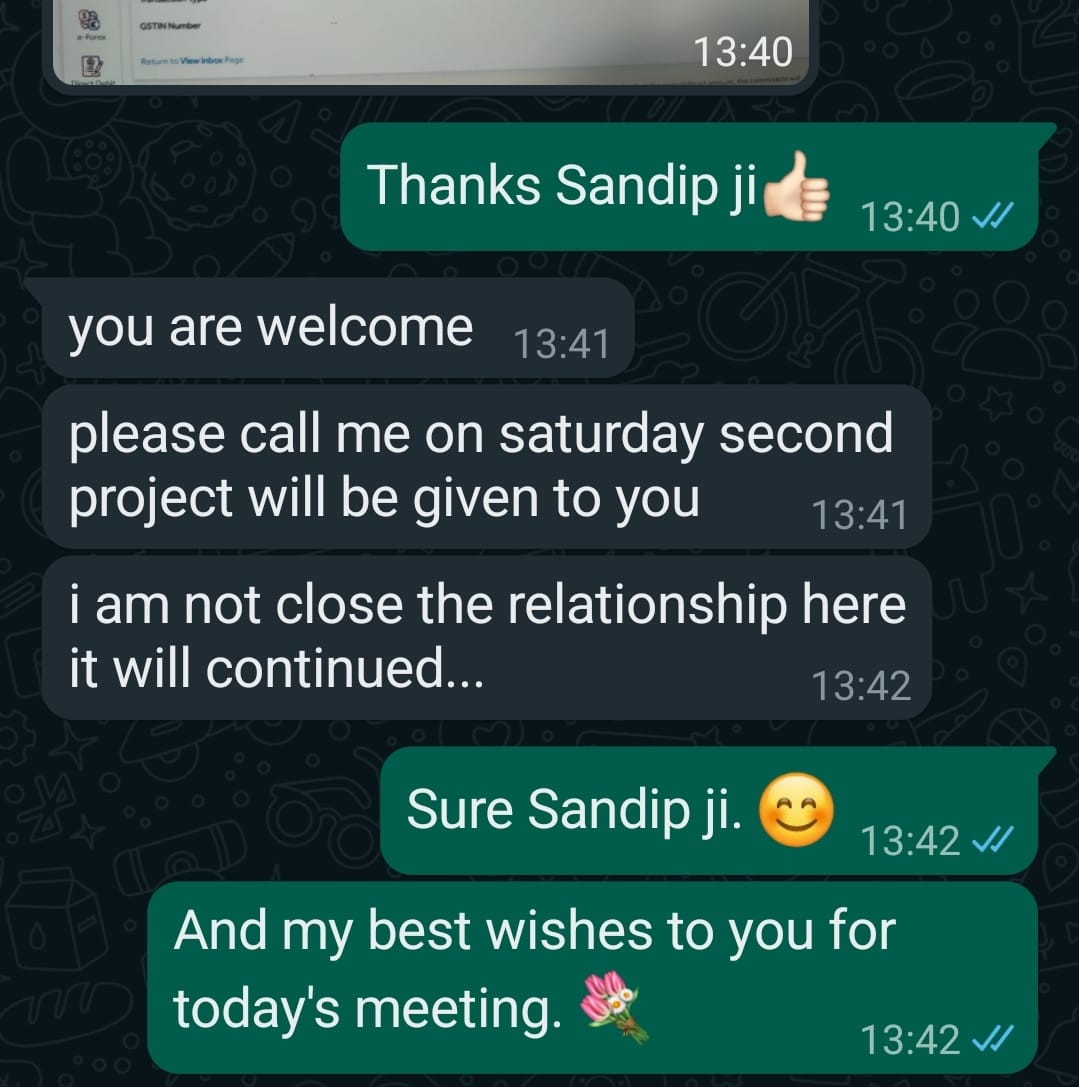 e-Forex
GSTIN Number
Return to View Inbox Page
Direct Debit
13:40
Thanks Sandip ji👍🏻
13:40
you are welcome
13:41
please call me on saturday second
project will be given to you
13:41
i am not close the relationship here
it will continued...
13:42
Sure Sandip ji. 😊
13:42
And my best wishes to you for
today's meeting. 💐
13:42